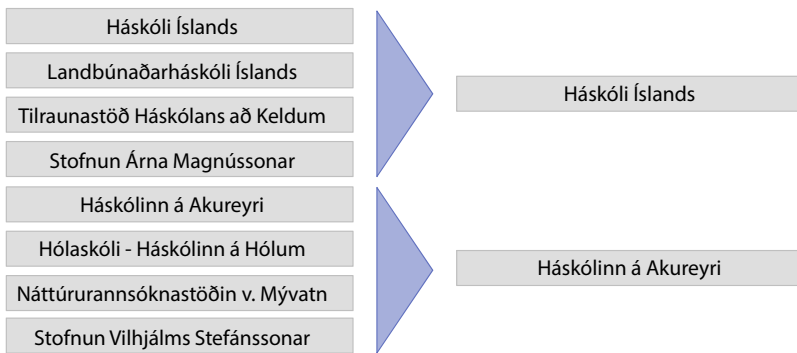 Háskóli Íslands
Landbúnaðarháskóli Íslands
Tilraunastöð Háskólans að Keldum
Stofnun Árna Magnússonar
Háskólinn á Akureyri
Hólaskóli - Háskólinn á Hólum
Náttúrurannsóknastöðin v. Mývatn
Stofnun Vilhjálms Stefánssonar
Háskóli Íslands
Háskólinn á Akureyri